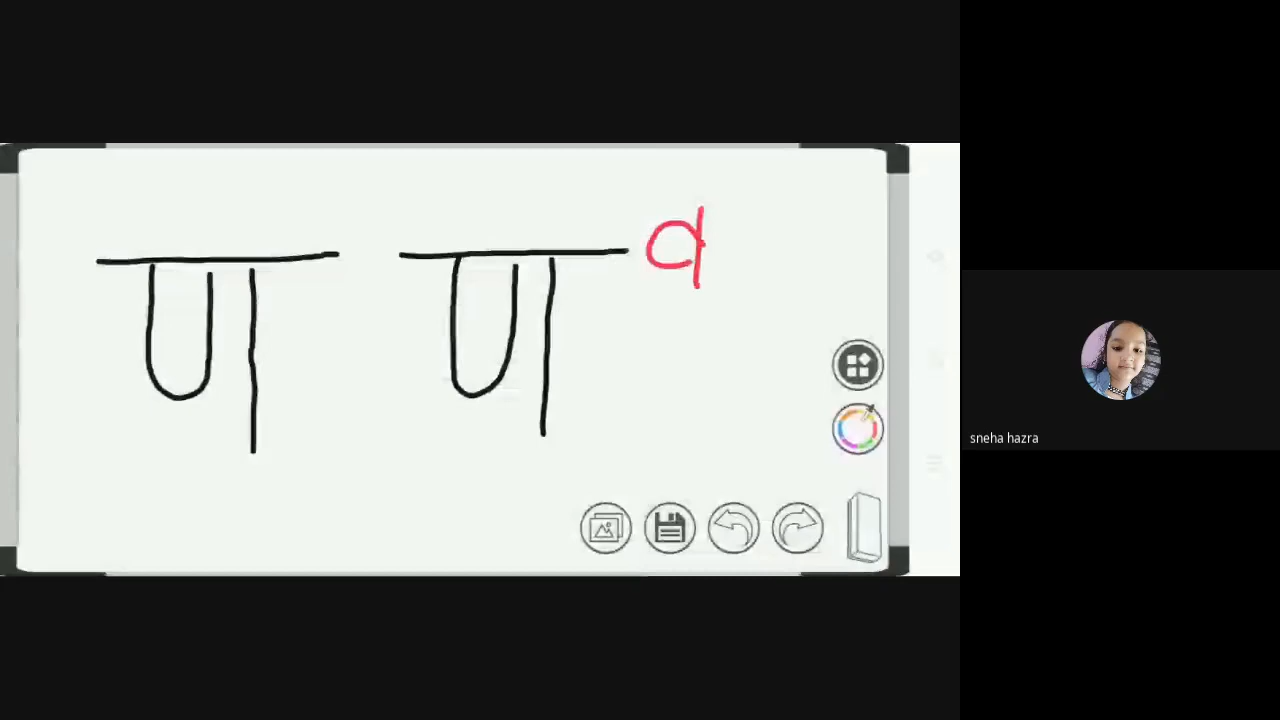 ण ण
sneha hazra